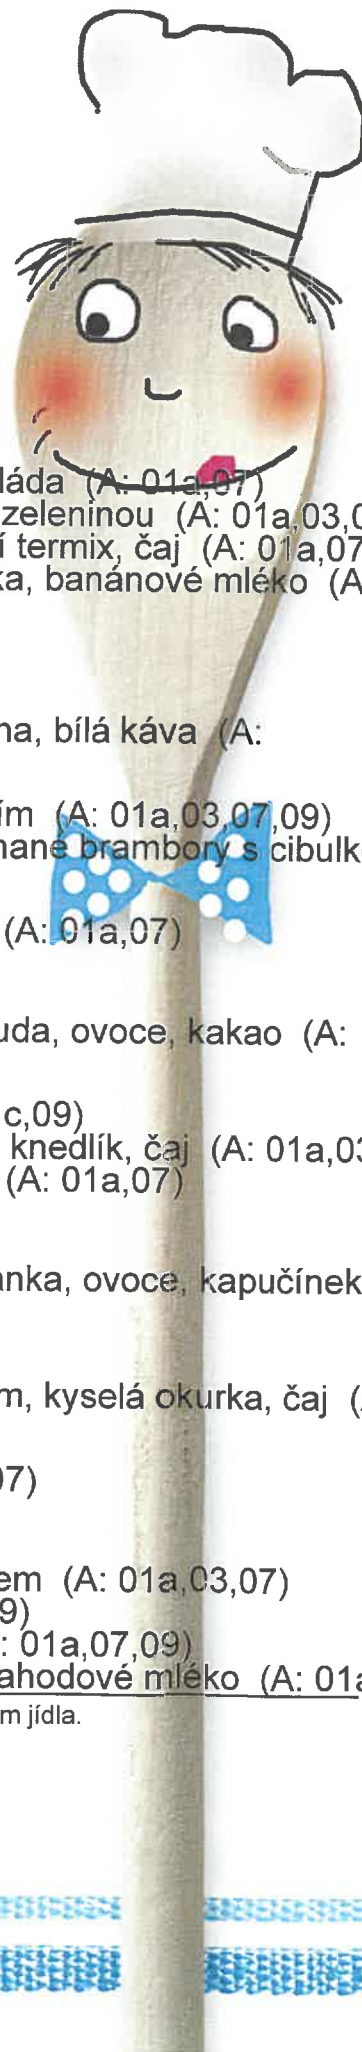 láda (A: 01a,07)
zeleninou (A: 01a,03,0
í termix, čaj (A: 01a,07
ka, banánové mléko (A
na, bílá káva (A:
ím (A: 01a,03,07,09)
hané brambory s cibulk
(A: 01a,07)
uda, ovoce, kakao (A:
c,09)
knedlík, čaj (A: 01a,03
(A: 01a,07)
anka, ovoce, kapučínek
m, kyselá okurka, čaj (
07)
em (A: 01a,03,07)
9)
: 01a,07,09)
ahodové mléko (A: 01a
m jídla.